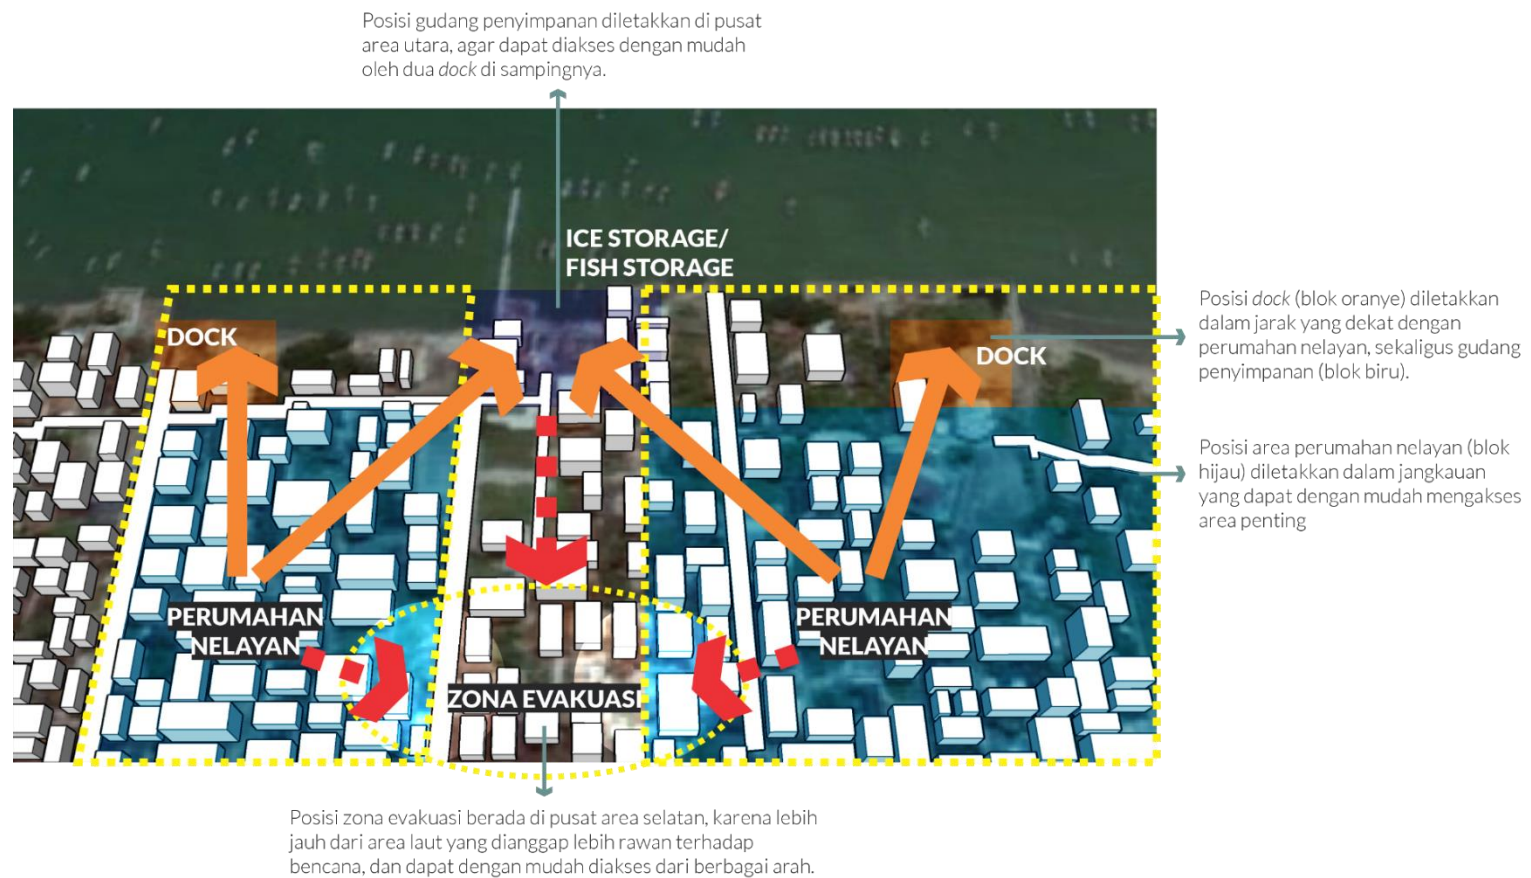 Posisi gudang penyimpanan diletakkan di pusat
area utara, agar dapat diakses dengan mudah
oleh dua dock di sampingnya.
ICE STORAGE/
FISH STORAGE
DOCK
DOCK
Posisi dock (blok oranye) diletakkan
dalam jarak yang dekat dengan
perumahan nelayan, sekaligus gudang
penyimpanan (blok biru).
Posisi area perumahan nelayan (blok
hijau) diletakkan dalam jangkauan
yang dapat dengan mudah mengakses
area penting
PERUMAHAN
NELAYAN
PERUMAHAN
NELAYAN
ZONA EVAKUASI
Posisi zona evakuasi berada di pusat area selatan, karena lebih
jauh dari area laut yang dianggap lebih rawan terhadap
bencana, dan dapat dengan mudah diakses dari berbagai arah.